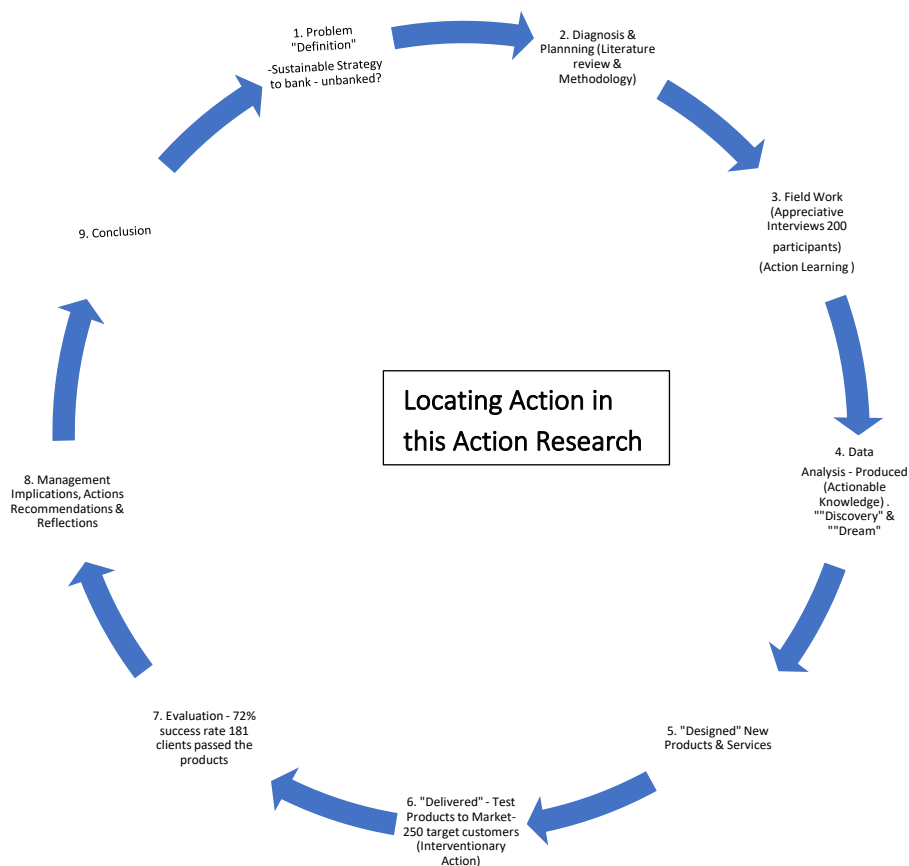 1. Problem
"Definition"
-Sustainable Strategy
to bank - unbanked?
2. Diagnosis &
Plannning (Literature
review &
Methodology)
3. Field Work
(Appreciative
Interviews 200
participants)
(Action Learning )
4. Data
Analysis - Produced
(Actionable
Knowledge) .
""Discovery" &
""Dream"
5. "Designed" New
Products & Services
6. "Delivered" - Test
Products to Market-
250 target customers
(Interventionary
Action)
7. Evaluation - 72%
success rate 181
clients passed the
products
8. Management
Implications, Actions
Recommendations &
Reflections
9. Conclusion
Locating Action in
this Action Research